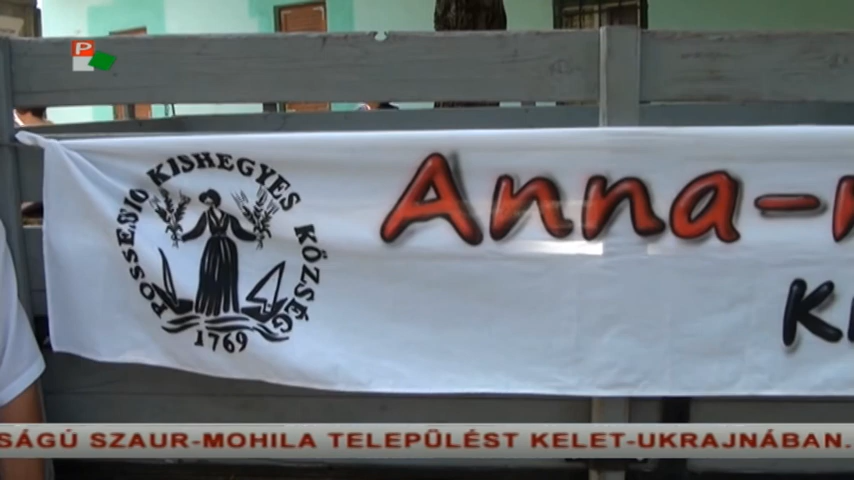 P
POSSESSIO KISHEGYES KÖZSÉG
1769
Anna-
SÁGÚ SZAUR-MOHILA TELEPÜLÉST KELET-UKRAJNÁBAN.